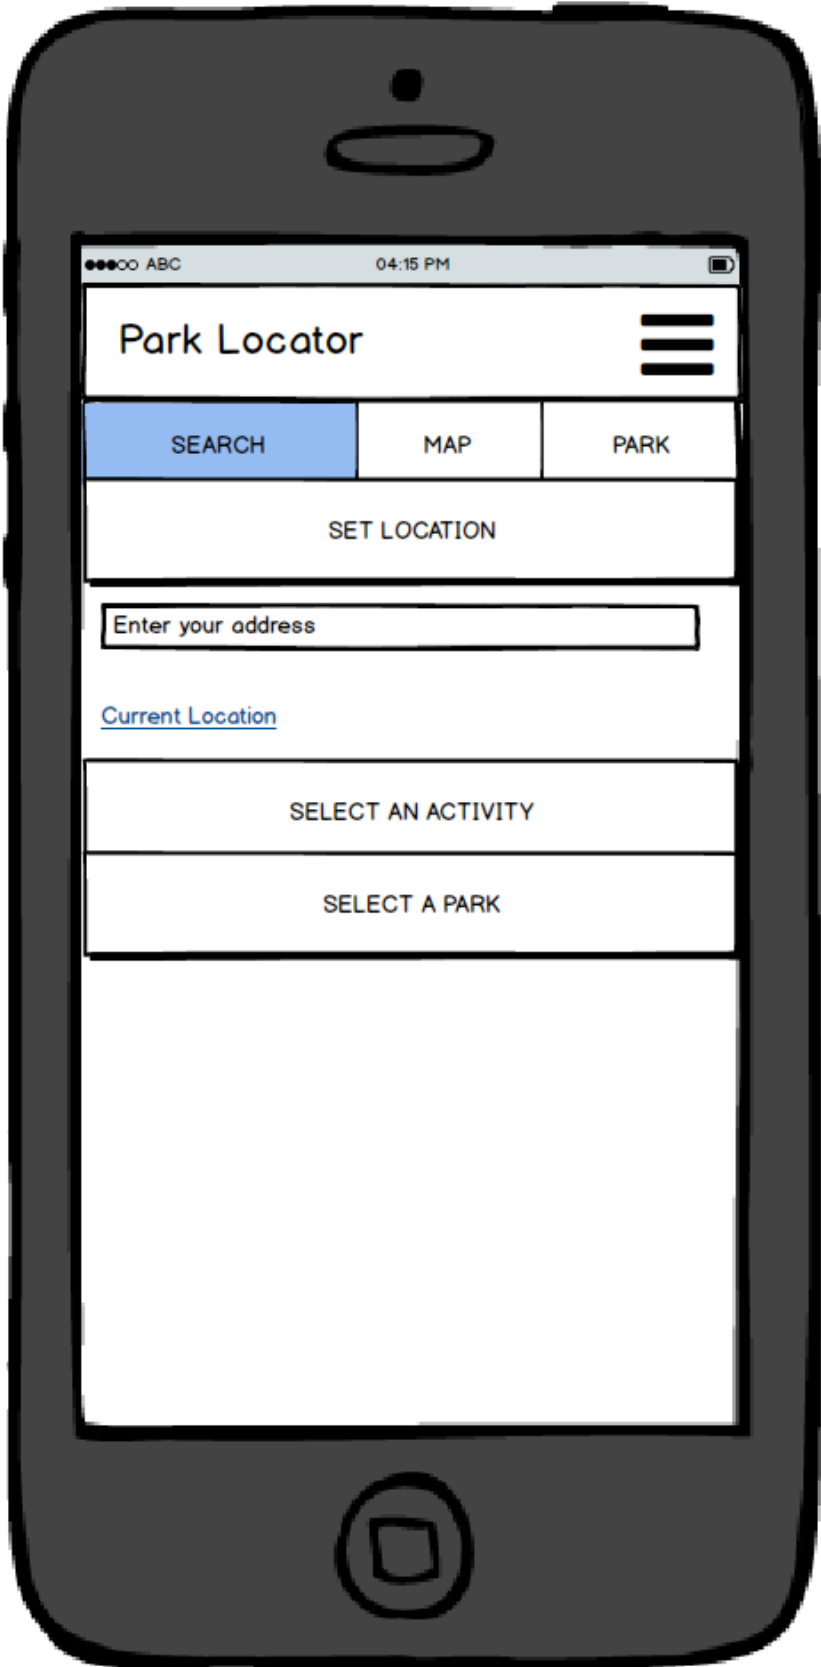 ABC 04:15 PM
Park Locator
SEARCH MAP PARK
SET LOCATION
Enter your address
Current Location
SELECT AN ACTIVITY
SELECT A PARK